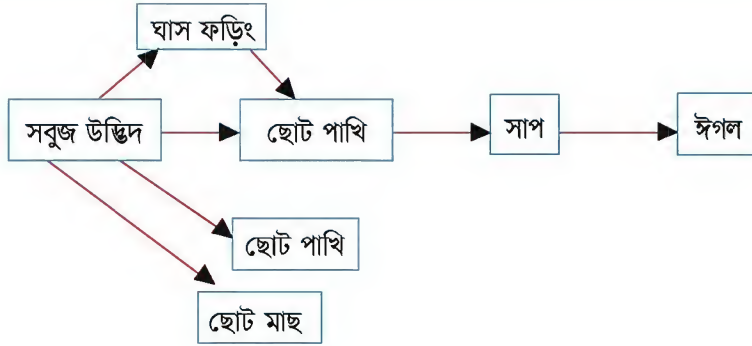 ঘাস ফড়িং
সবুজ উদ্ভিদ
ছোট পাখি
সাপ
ঈগল
ছোট পাখি
ছোট মাছ